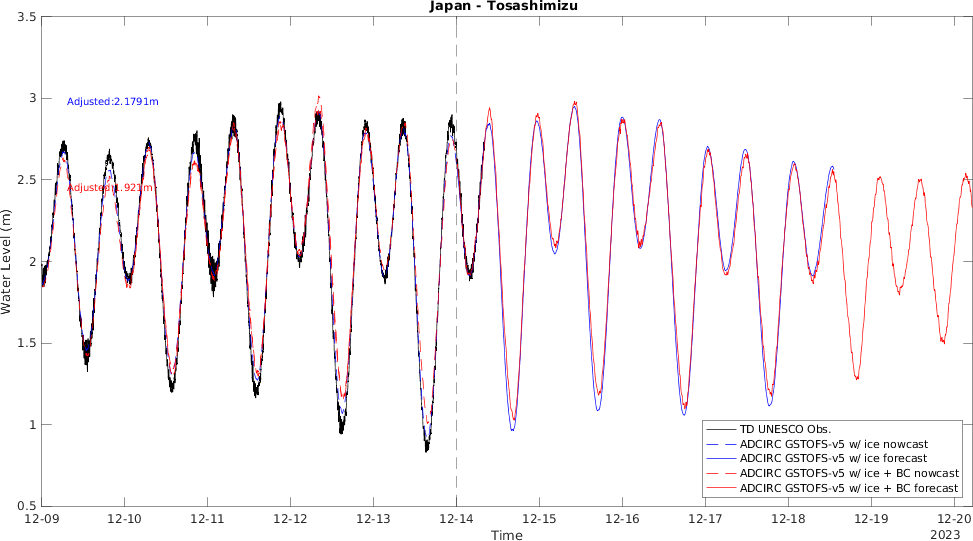 Japan - Tosashimizu
3.5
3
2.5
2
1.5
1
0.5
Water Level (m)
Adjusted:2.1791m
Adjusted:1.921m
TD UNESCO Obs.
ADCIRC GSTOFS-v5 w/ ice nowcast
ADCIRC GSTOFS-v5 w/ ice forecast
ADCIRC GSTOFS-v5 w/ ice + BC nowcast
ADCIRC GSTOFS-v5 w/ ice + BC forecast
12-09 12-10 12-11 12-12 12-13 12-14 12-15 12-16 12-17 12-18 12-19 12-20
Time
2023